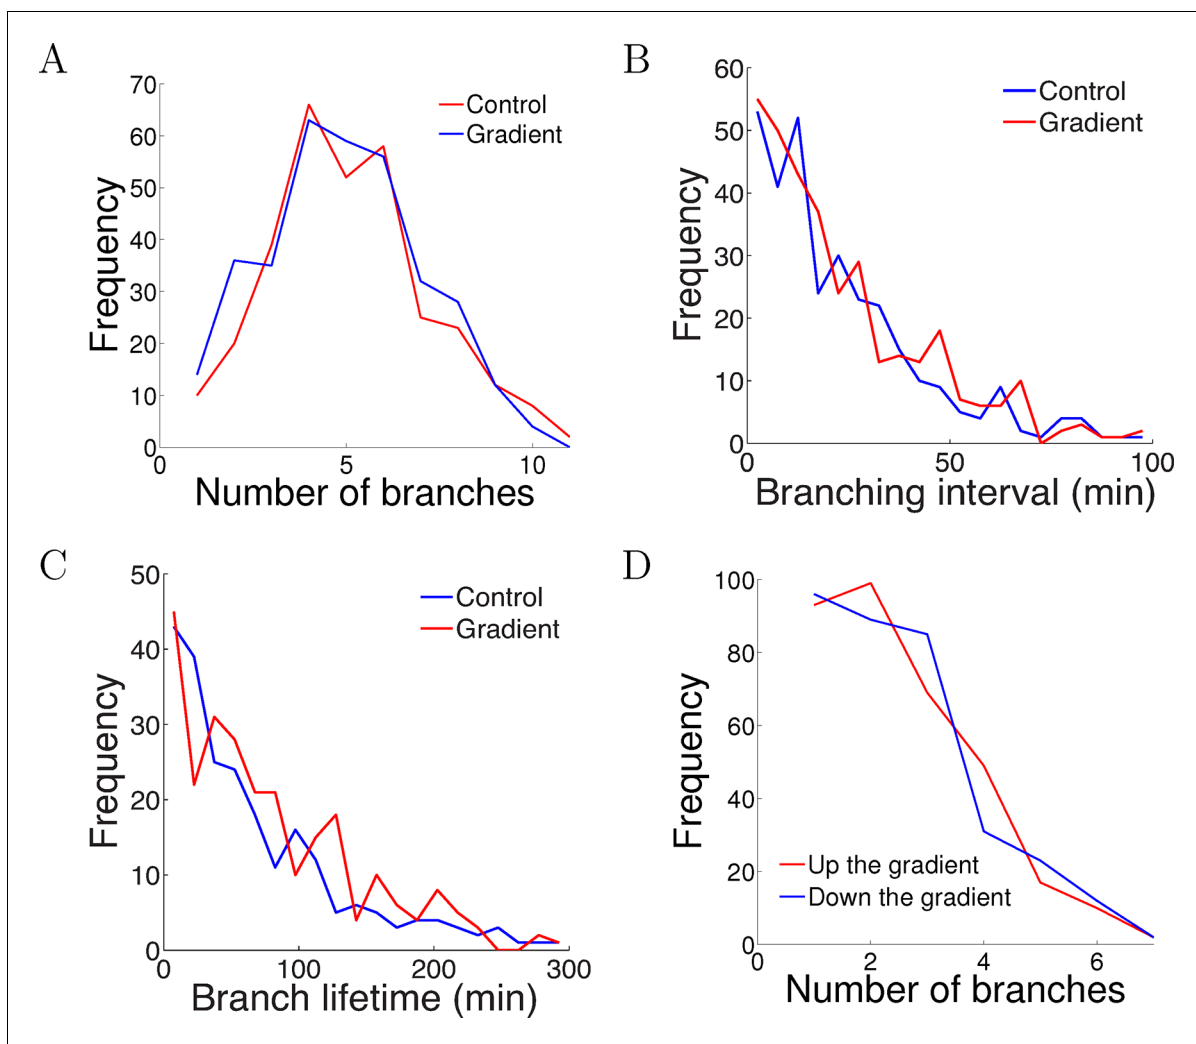 A
70
60
50
40
30
20
10
0
Frequency
Control
Gradient
0 5 10
Number of branches
B
60
50
40
30
20
10
0
Frequency
Control
Gradient
0 50 100
Branching interval (min)
C
50
40
30
20
10
0
Frequency
Control
Gradient
0 100 200 300
Branch lifetime (min)
D
100
80
60
40
20
0
Frequency
Up the gradient
Down the gradient
0 2 4 6
Number of branches